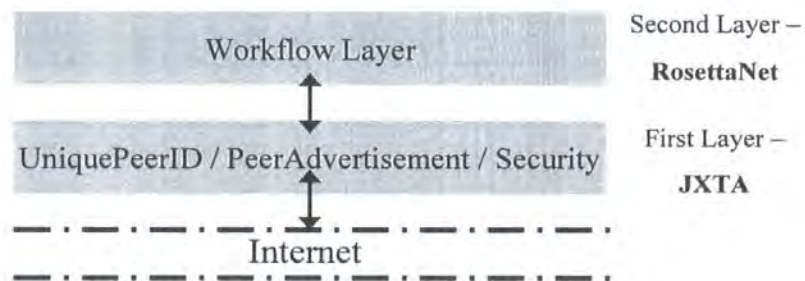 Workflow Layer
Second Layer –
RosettaNet
UniquePeerID / PeerAdvertisement / Security
First Layer –
JXTA
Internet